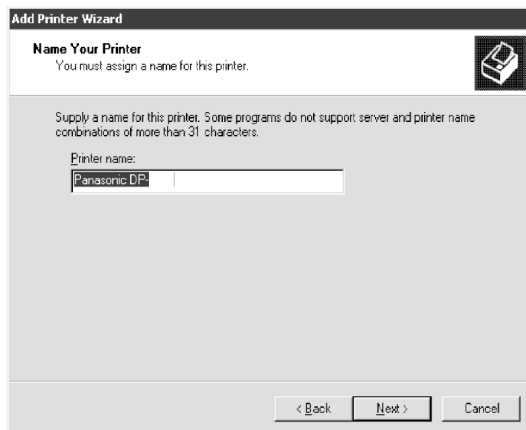 Add Printer Wizard
Name Your Printer
You must assign a name for this printer.
Supply a name for this printer. Some programs do not support server and printer name
combinations of more than 31 characters.
Printer name:
Panasonic DP-
< Back
Next >
Cancel